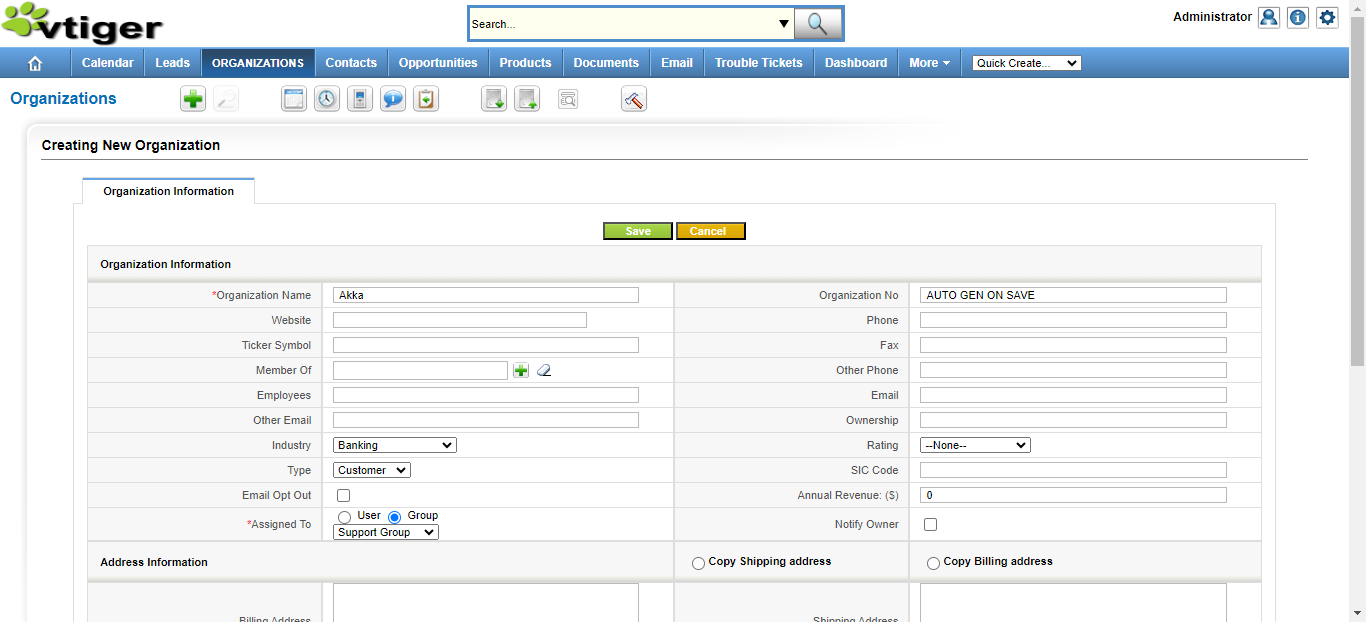 vtiger
Search...
Administrator
Calendar Leads ORGANIZATIONS Contacts Opportunities Products Documents Email Trouble Tickets Dashboard More Quick Create...
Organizations
Creating New Organization
Organization Information
Save Cancel
Organization Information
*Organization Name Akka Organization No AUTO GEN ON SAVE
Website Phone
Ticker Symbol Fax
Member Of Other Phone
Employees Email
Other Email Ownership
Industry Banking Rating --None--
Type Customer SIC Code
Email Opt Out Annual Revenue: ($) 0
*Assigned To User Group Notify Owner
Support Group
Address Information Copy Shipping address Copy Billing address
Billing Address Shipping Address